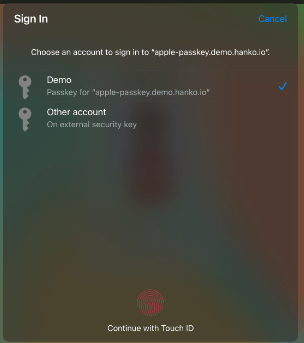 Sign In
Cancel
Choose an account to sign in to “apple-passkey.demo.hanko.io”.
Demo
Passkey for “apple-passkey.demo.hanko.io”
Other account
On external security key
Continue with Touch ID